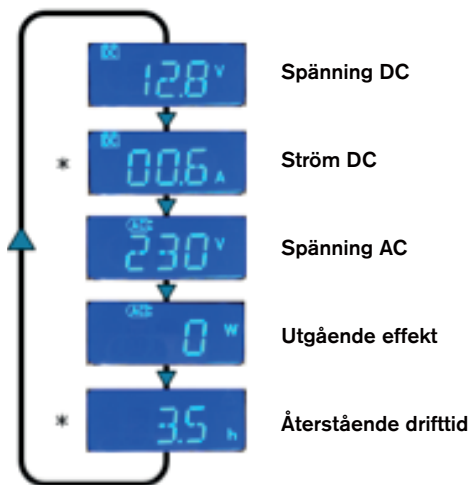 DC
12.8 V
Spänning DC
DC
* 00.6 A
Ström DC
AC
230 V
Spänning AC
AC
0 W
Utgående effekt
* 3.5 h
Återstående drifttid